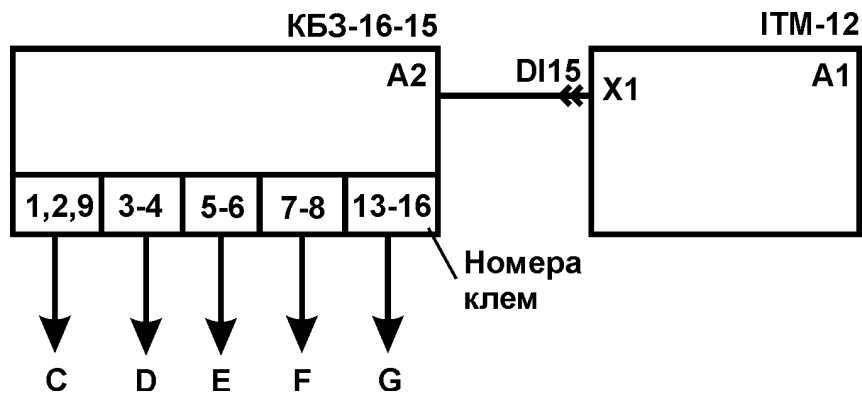 КБЗ-16-15
ITM-12
A2
DI15
X1
A1
1,2,9
3-4
5-6
7-8
13-16
Номера
клем
C
D
E
F
G